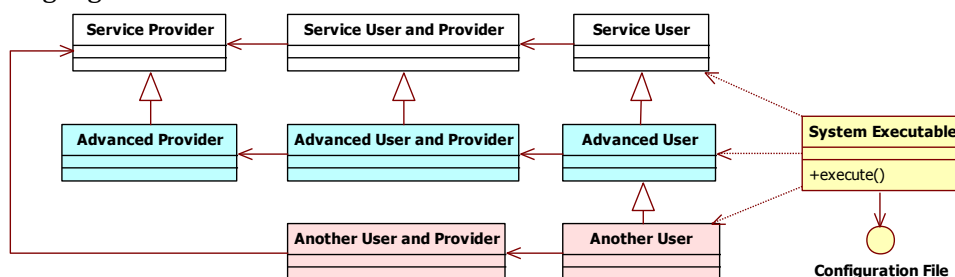 Service Provider
Service User and Provider
Service User
Advanced Provider
Advanced User and Provider
Advanced User
System Executable
+execute()
Another User and Provider
Another User
Configuration File